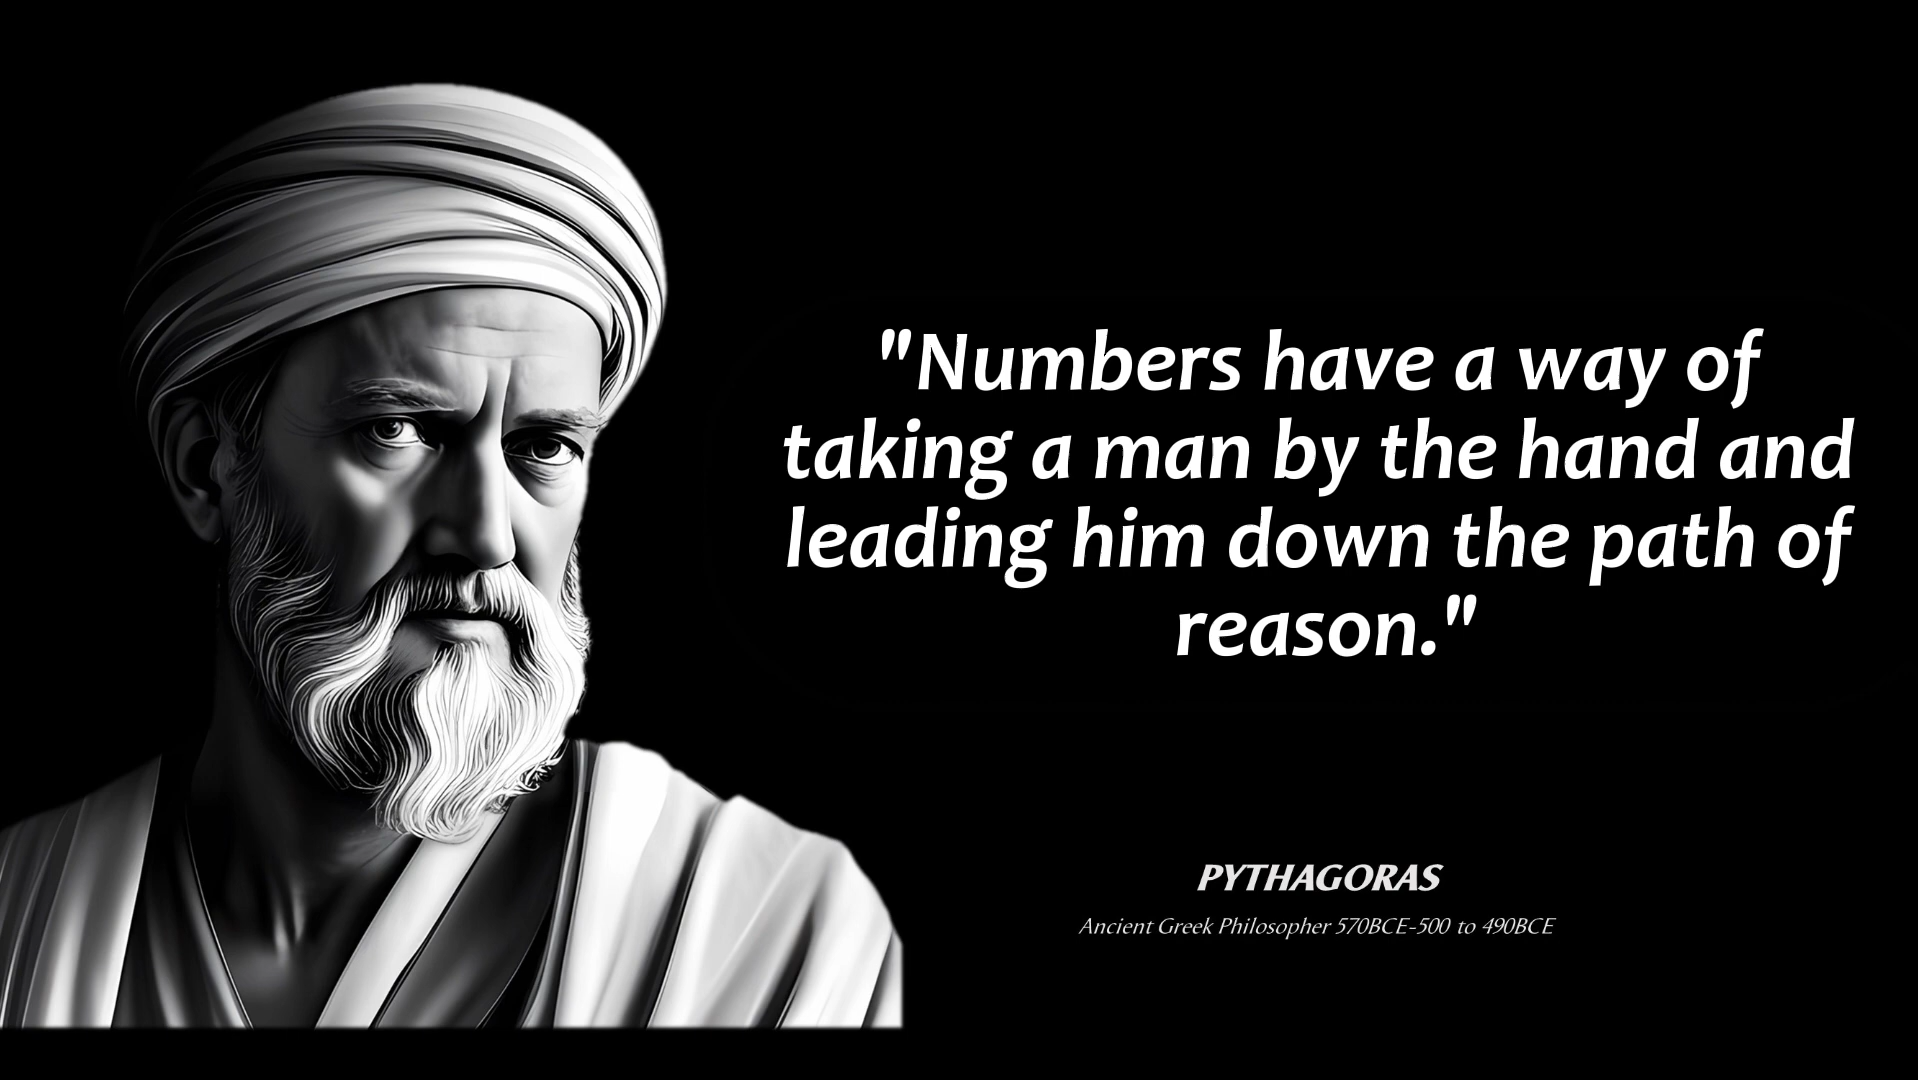 "Numbers have a way of
taking a man by the hand and
leading him down the path of
reason."
PYTHAGORAS
Ancient Greek Philosopher 570BCE-500 to 490BCE